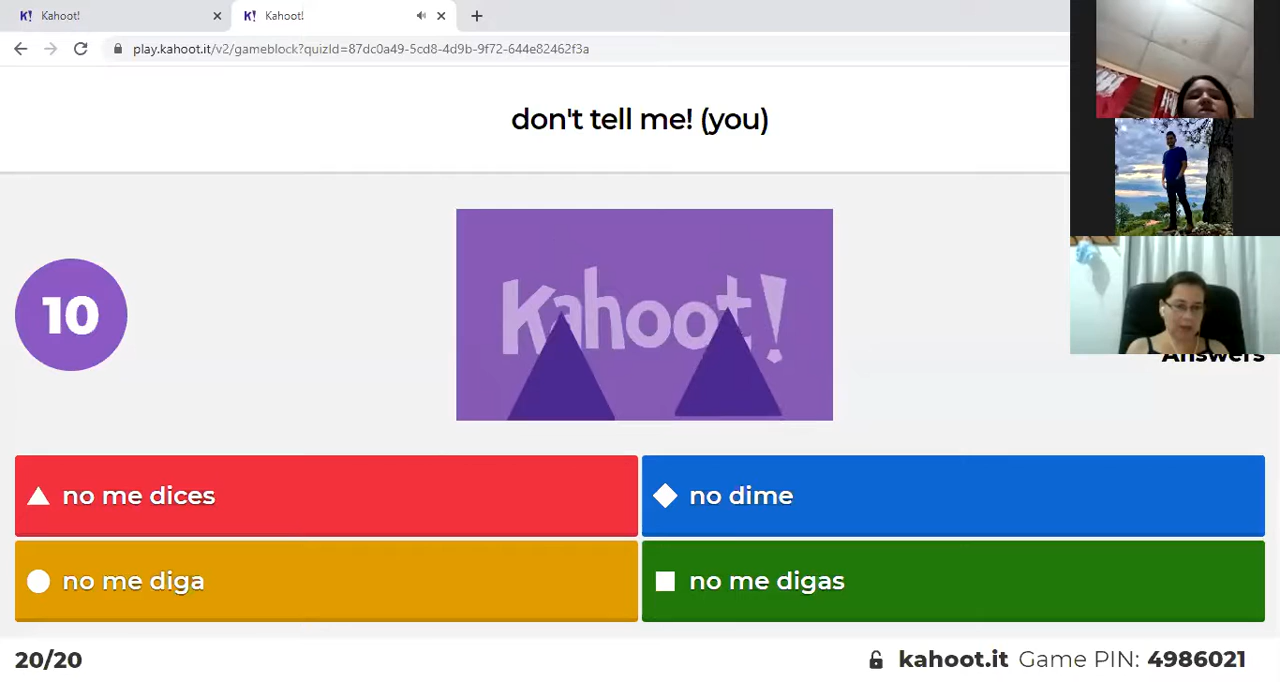 Kahoot!
Kahoot!
play.kahoot.it/v2/gameblock?quizId=87dc0a49-5cd8-4d9b-9f72-644e82462f3a
don't tell me! (you)
10
Kahoot!
Answers
no me dices
no dime
no me diga
no me digas
20/20
kahoot.it Game PIN: 4986021